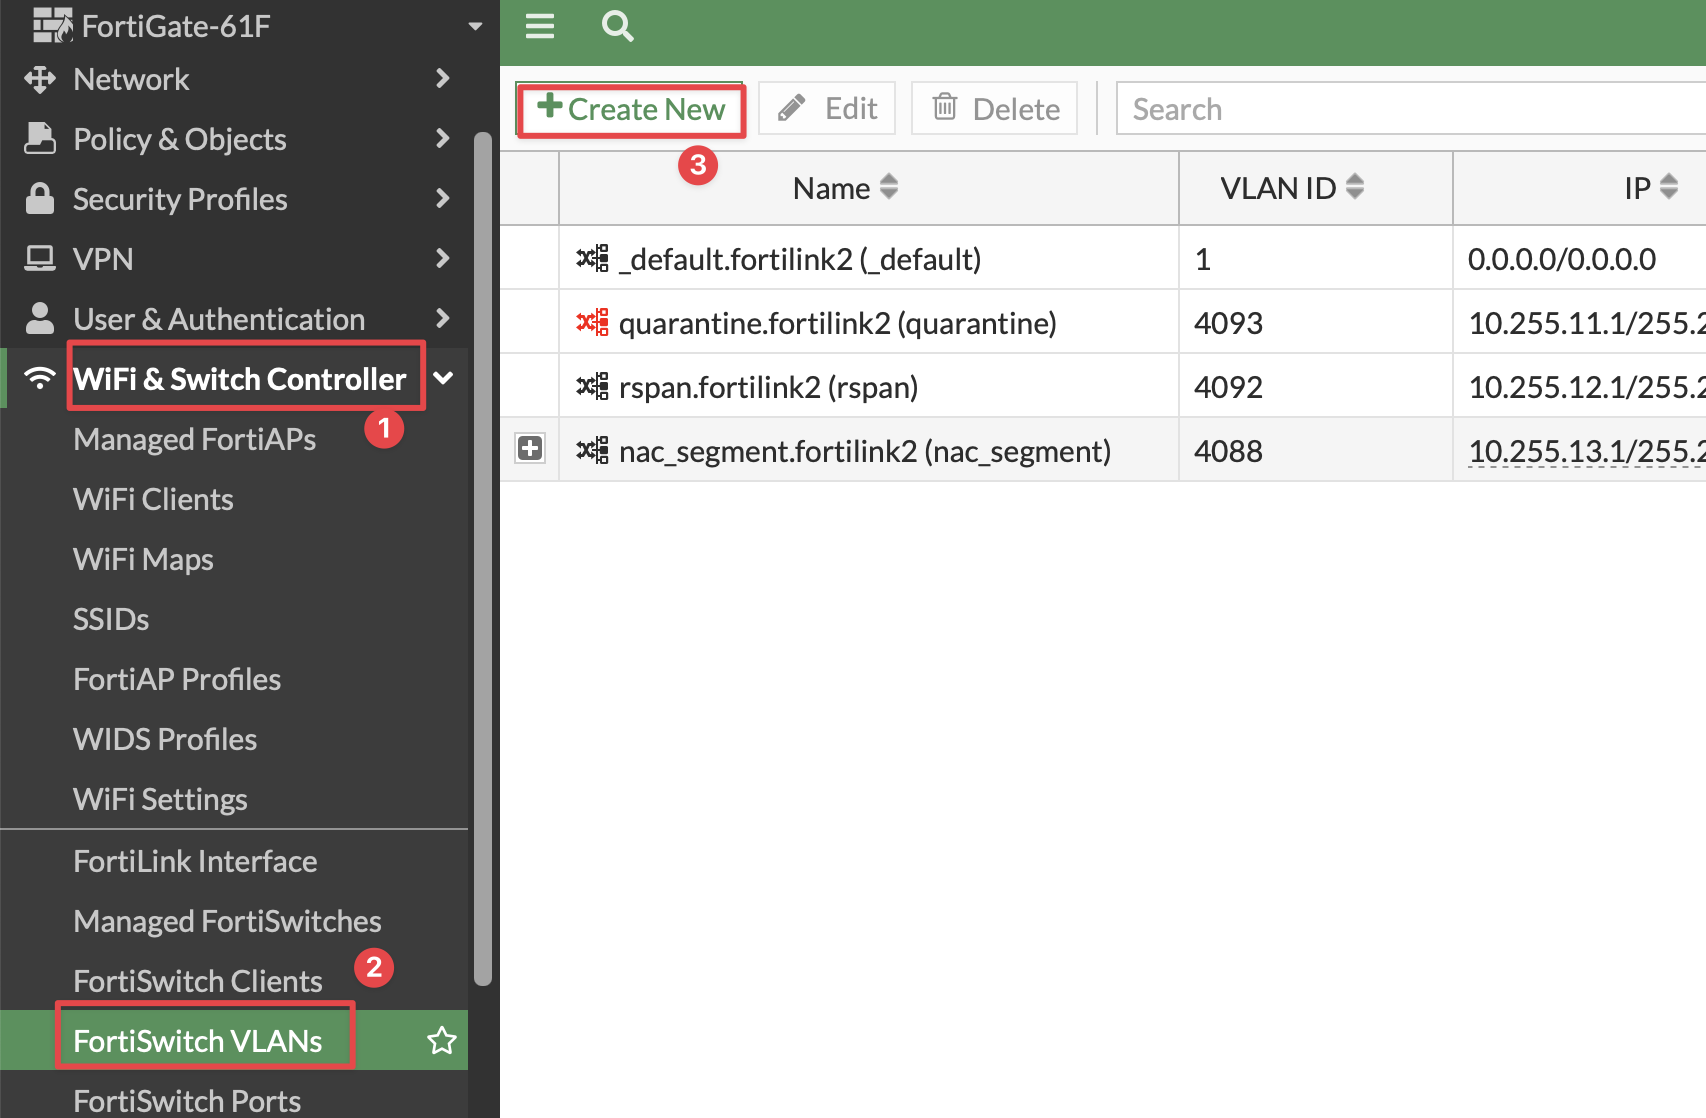 FortiGate-61F
Network
Policy & Objects
Security Profiles
VPN
User & Authentication
WiFi & Switch Controller
1
Managed FortiAPs
WiFi Clients
WiFi Maps
SSIDs
FortiAP Profiles
WIDS Profiles
WiFi Settings
FortiLink Interface
Managed FortiSwitches
FortiSwitch Clients
2
FortiSwitch VLANs
FortiSwitch Ports
Create New Edit Delete Search
3
Name VLAN ID IP
_default.fortilink2 (_default) 1 0.0.0.0/0.0.0.0
quarantine.fortilink2 (quarantine) 4093 10.255.11.1/255.2
rspan.fortilink2 (rspan) 4092 10.255.12.1/255.2
nac_segment.fortilink2 (nac_segment) 4088 10.255.13.1/255.2